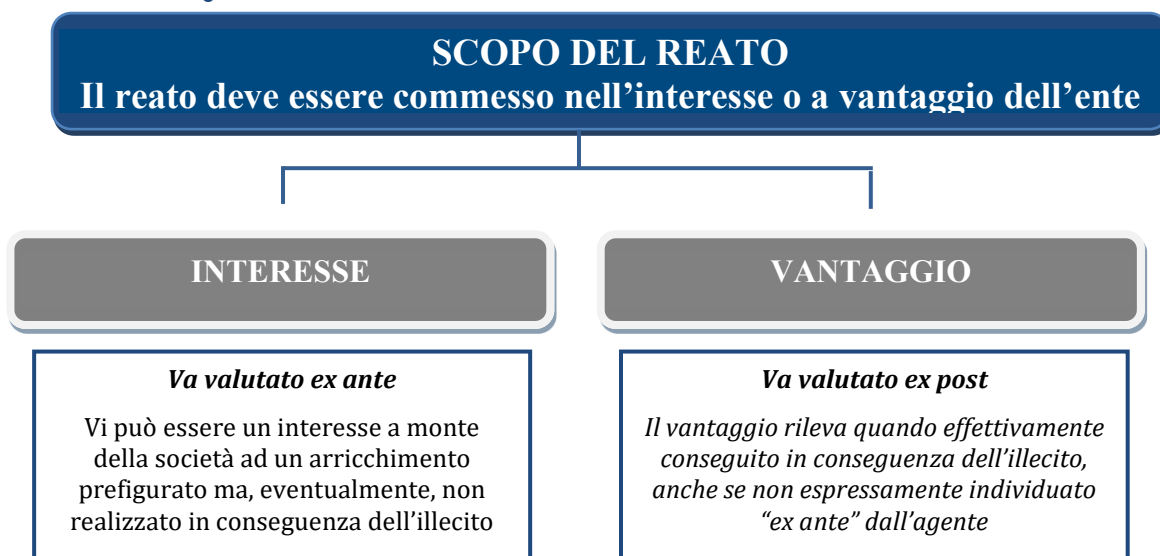 SCOPO DEL REATO
Il reato deve essere commesso nell’interesse o a vantaggio dell’ente
INTERESSE
VANTAGGIO
Va valutato ex ante
Vi può essere un interesse a monte
della società ad un arricchimento
prefigurato ma, eventualmente, non
realizzato in conseguenza dell’illecito
Va valutato ex post
Il vantaggio rileva quando effettivamente
conseguito in conseguenza dell’illecito,
anche se non espressamente individuato
“ex ante” dall’agente